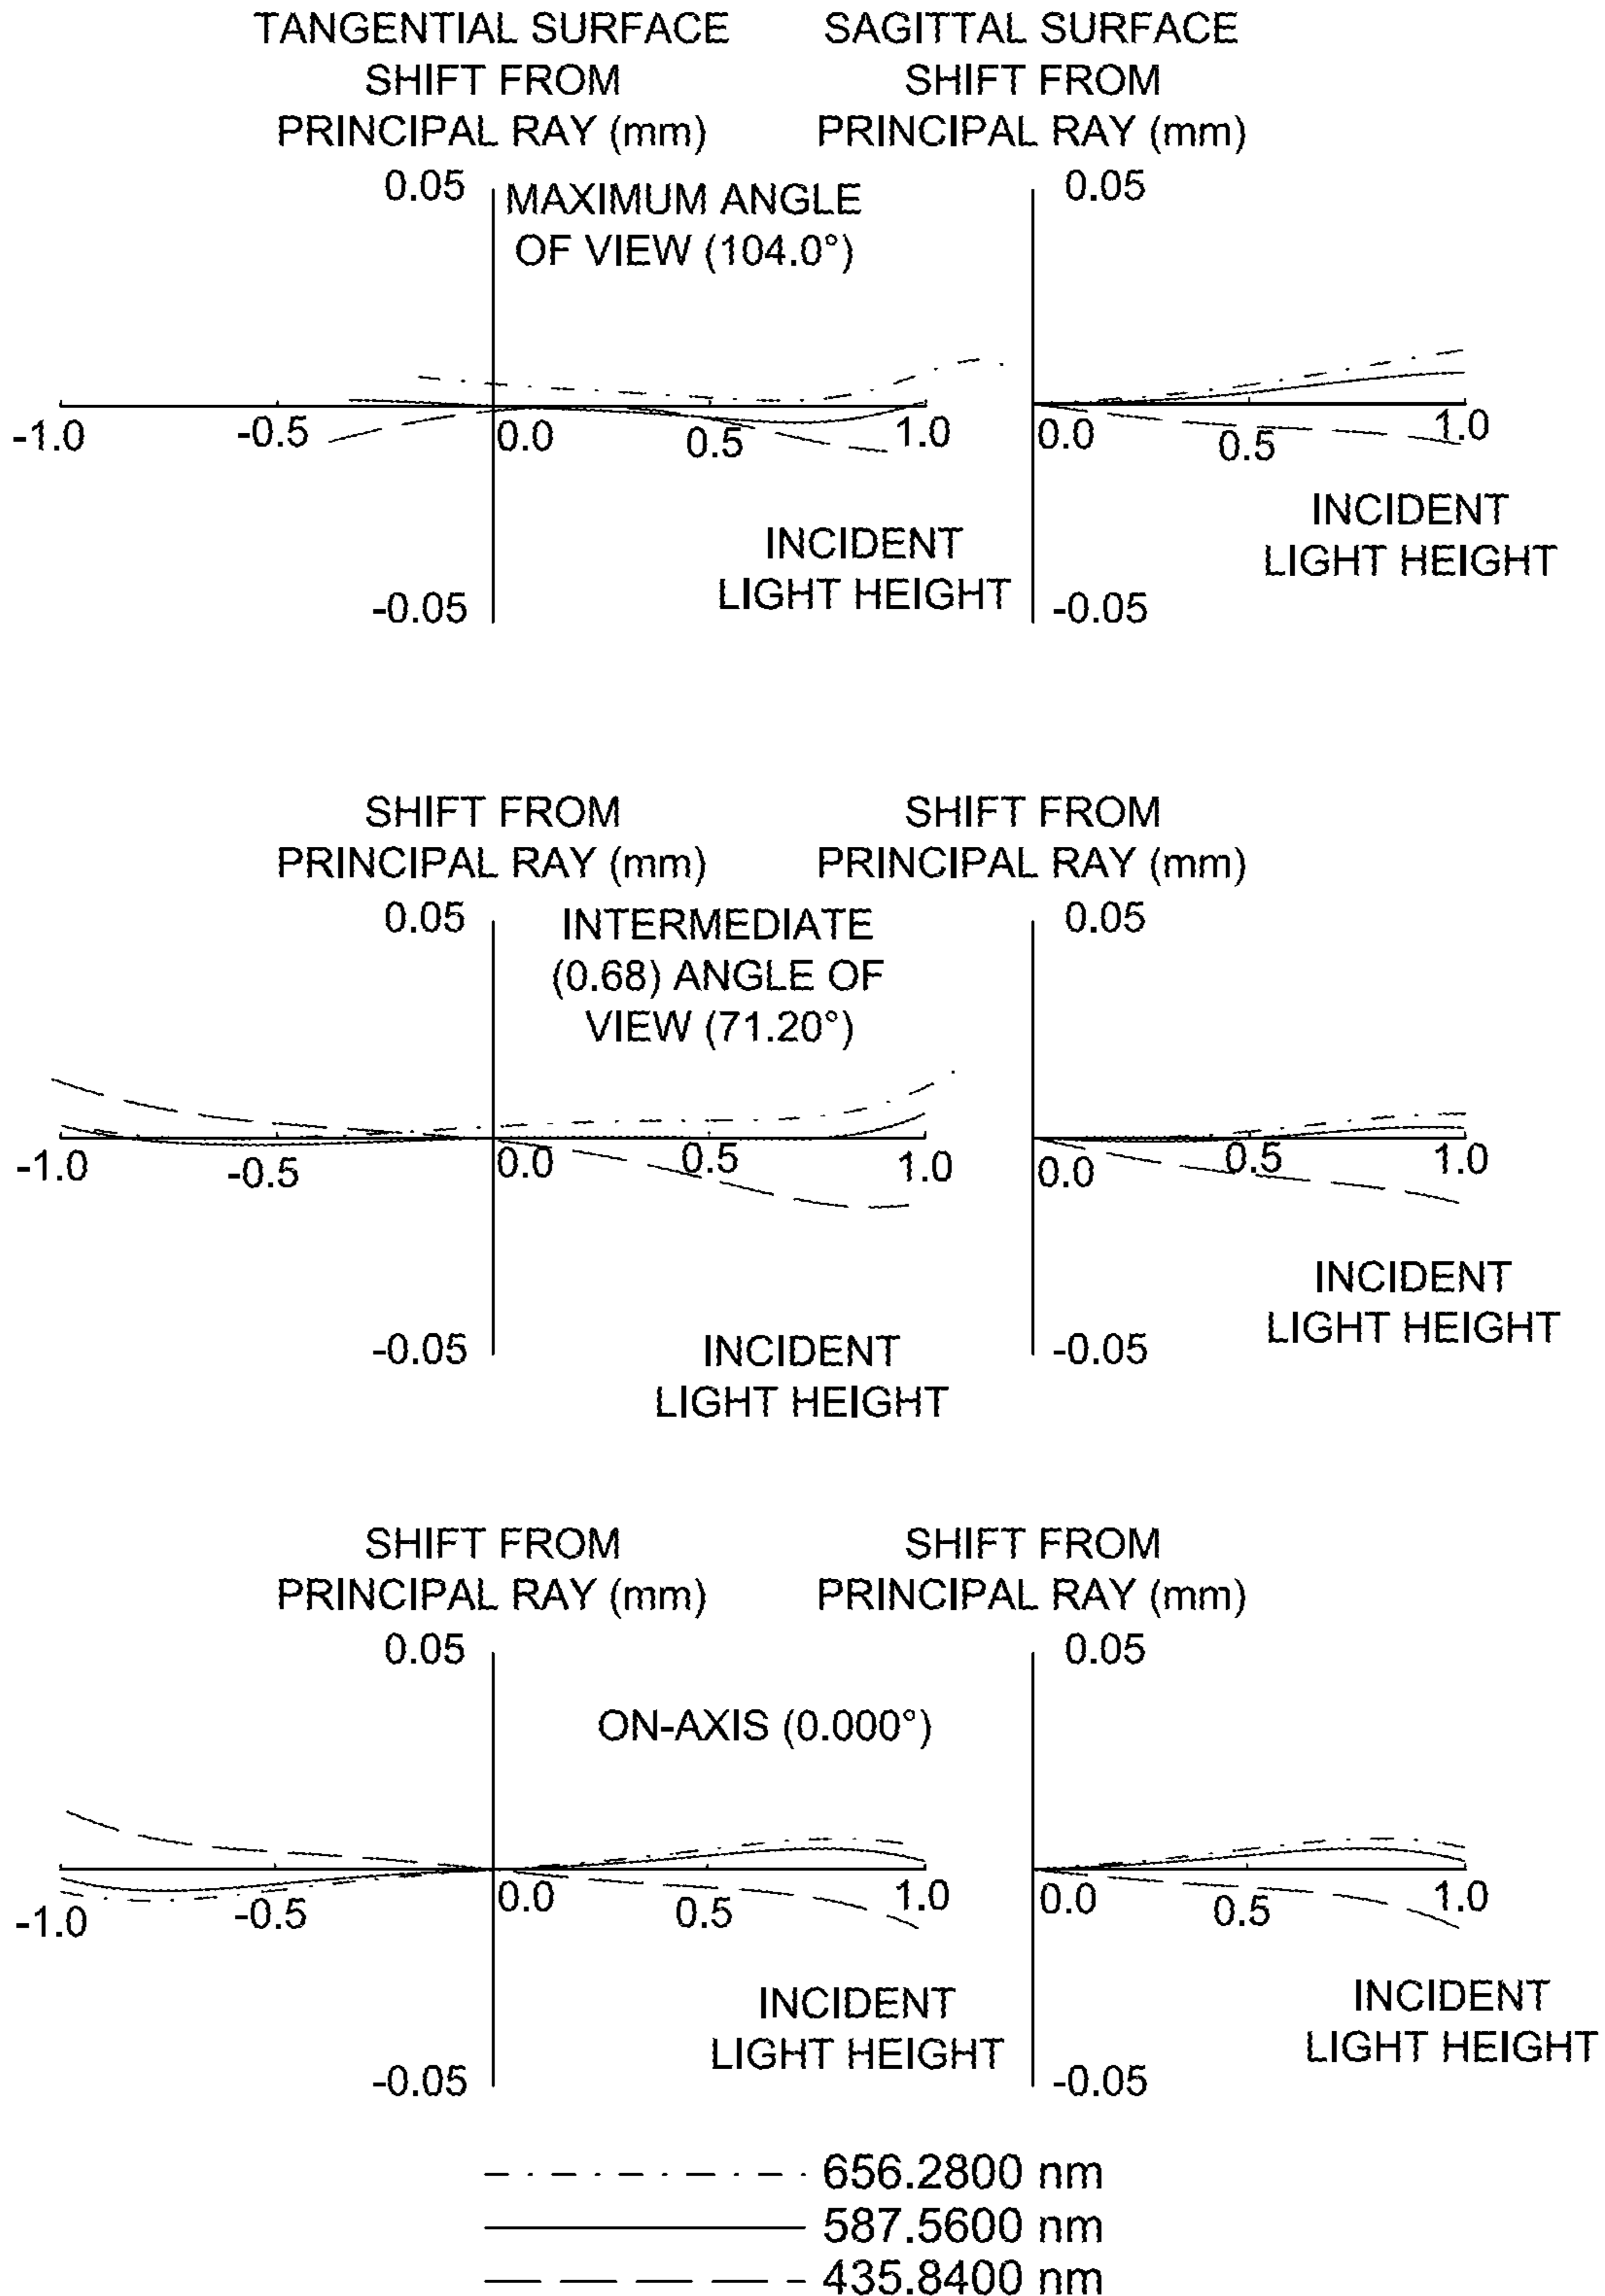 TANGENTIAL SURFACE
SHIFT FROM
PRINCIPAL RAY (mm)
SAGITTAL SURFACE
SHIFT FROM
PRINCIPAL RAY (mm)
0.05
MAXIMUM ANGLE
OF VIEW (104.0°)
0.05
-1.0
-0.5
0.0
0.5
1.0
0.0
0.5
1.0
INCIDENT
LIGHT HEIGHT
INCIDENT
LIGHT HEIGHT
-0.05
-0.05
SHIFT FROM
PRINCIPAL RAY (mm)
SHIFT FROM
PRINCIPAL RAY (mm)
0.05
INTERMEDIATE
(0.68) ANGLE OF
VIEW (71.20°)
0.05
-1.0
-0.5
0.0
0.5
1.0
0.0
0.5
1.0
INCIDENT
LIGHT HEIGHT
INCIDENT
LIGHT HEIGHT
-0.05
-0.05
SHIFT FROM
PRINCIPAL RAY (mm)
SHIFT FROM
PRINCIPAL RAY (mm)
0.05
ON-AXIS (0.000°)
0.05
-1.0
-0.5
0.0
0.5
1.0
0.0
0.5
1.0
INCIDENT
LIGHT HEIGHT
INCIDENT
LIGHT HEIGHT
-0.05
-0.05
656.2800 nm
587.5600 nm
435.8400 nm